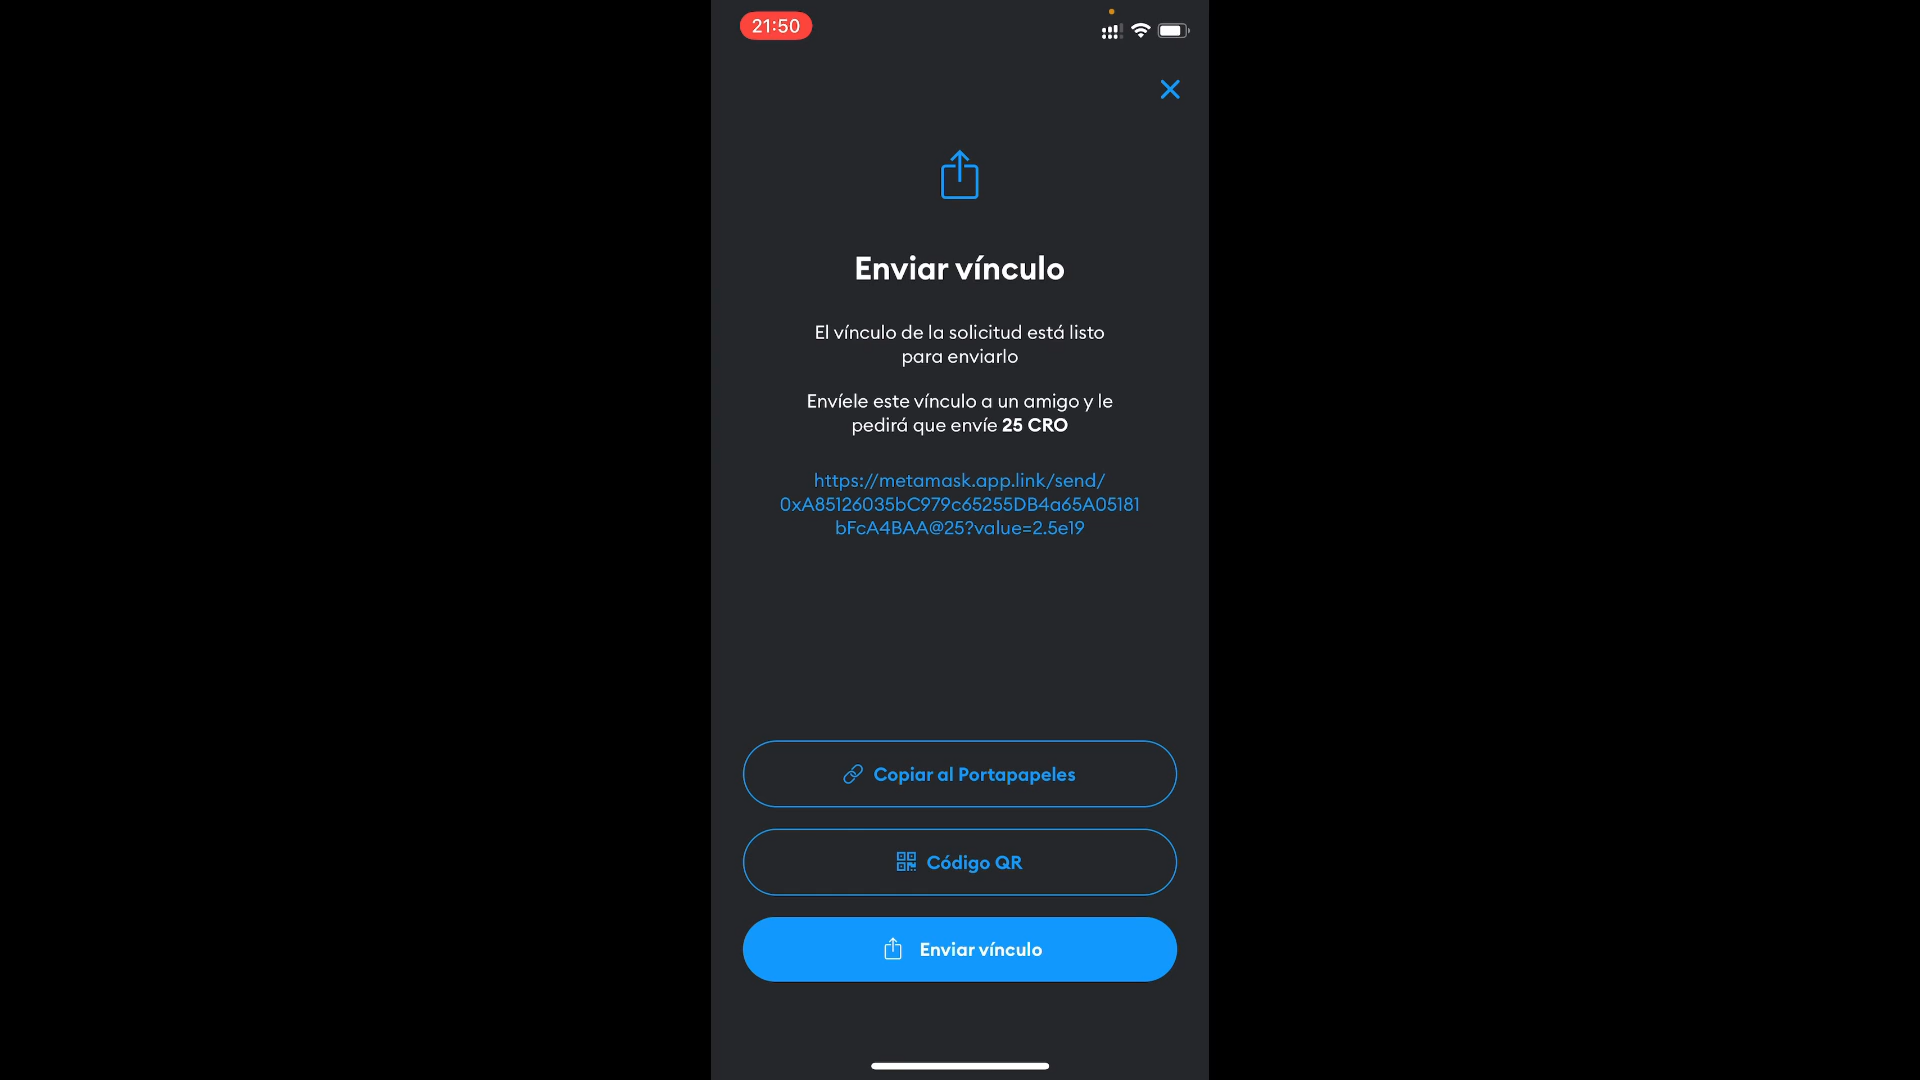 21:50
Enviar vínculo
El vínculo de la solicitud está listo
para enviarlo
Envíele este vínculo a un amigo y le
pedirá que envíe 25 CRO
https://metamask.app.link/send/
0xA85126035bC979c65255DB4a65A05181
bFcA4BAA@25?value=2.5e19
Copiar al Portapapeles
Código QR
Enviar vínculo